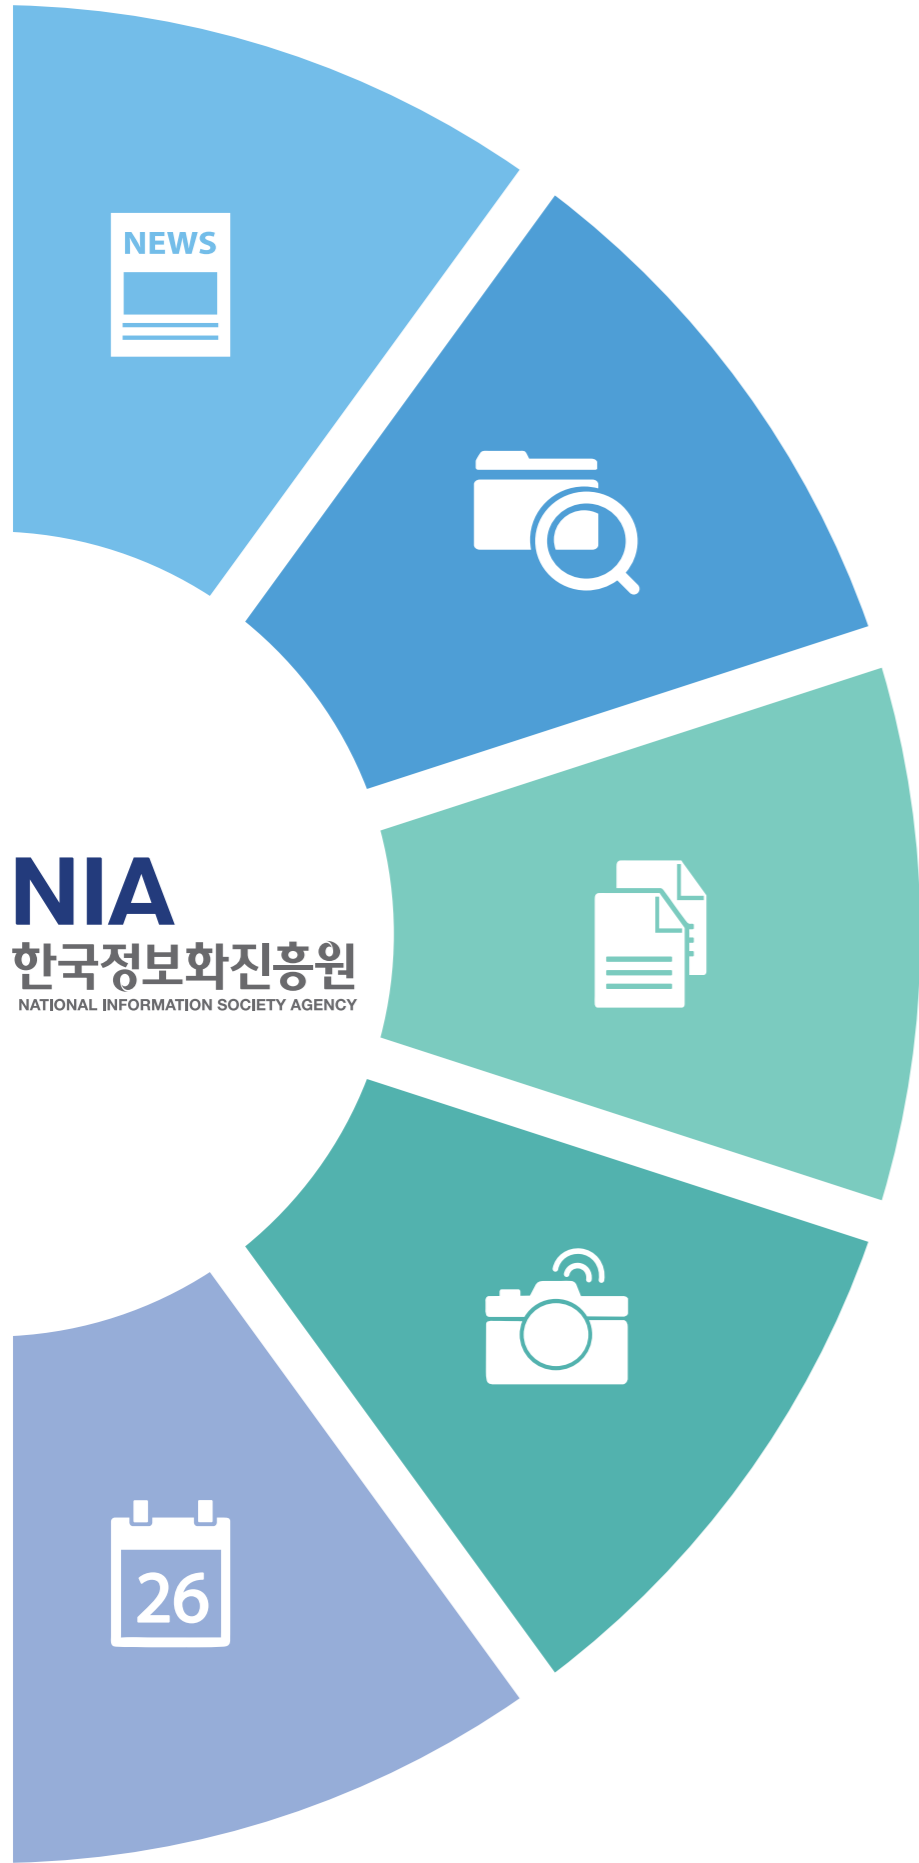 NEWS
NIA
한국정보화진흥원
NATIONAL INFORMATION SOCIETY AGENCY
26